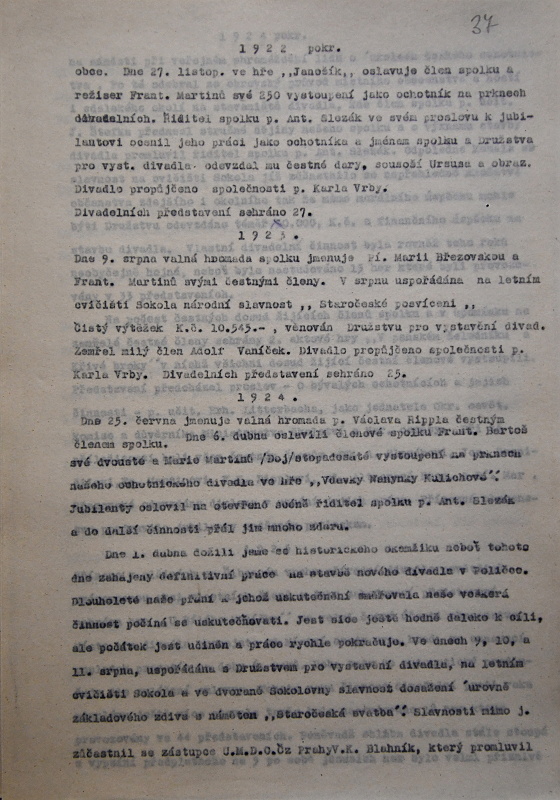 37
1922 pokr.
obce. Dne 27. listop. ve hře ,,Janošík,, oslavuje člen spolku a
režiser Frant. Martinů své 250 vystoupení jako ochotník na prknech
divadelních. Řiditel spolku p. Ant. Slezák ve svém proslovu k jubi-
lantovi ocenil jeho práci jako ochotníka a jménem spolku a Družstva
pro vyst. divadla odevzdal mu čestné dary, sousoší Ursusa a obraz.
Divadlo propůjčeno společnosti p. Karla Vrby.
Divadelních představení sehráno 27.
1923.
Dne 9. srpna valná hromada spolku jmenuje Pí. Marii Březovskou a
Frant. Martinů svými čestnými členy. V srpnu uspořádána na letním
cvičišti Sokola národní slavnost ,, Staročeské posvícení ,,
čistý výtěžek K.č. 10.545.-, věnován Družstvu pro vystavění divad.
Zemřel milý člen Adolf Vaníček. Divadlo propůjčeno společnosti p.
Karla Vrby. Divadelních představení sehráno 25.
1924.
Dne 25. června jmenuje valná hromada p. Václava Rippla čestným
členem spolku. Dne 6. dubna oslavili členové spolku Frant. Bartoš
své dvousté a Marie Martinů /Doj/stopadesáté vystoupení na prknech
našeho ochotnického divadla ve hře ,,Vdavky Nanynky Kulichové".
Jubilanty oslovil na otevřené scéně řiditel spolku p. Ant. Slezák
a do další činnosti přál jim mnoho zdaru.
Dne 1. dubna dožili jsme se historického okamžiku neboť tohoto
dne zahájeny definitivní práce na stavbě nového divadla v Poličce.
Dlouholeté naše přání k jehož uskutečnění směřovala naše veškerá
činnost počíná se uskutečňovati. Jest sice ještě hodně daleko k cíli,
ale počátek jest učiněn a práce rychle pokračuje. Ve dnech 9, 10, a
11. srpna, uspořádána s Družstvem pro vystavění divadla, na letním
cvičišti Sokola a ve dvoraně Sokolovny slavnost dosažení úrovně
základového zdiva s námětem ,,Staročeská svatba". Slavnosti mimo j.
zúčastnil se zástupce Ú.M.D.O.Čz PrahyV.K. Blahník, který promluvil